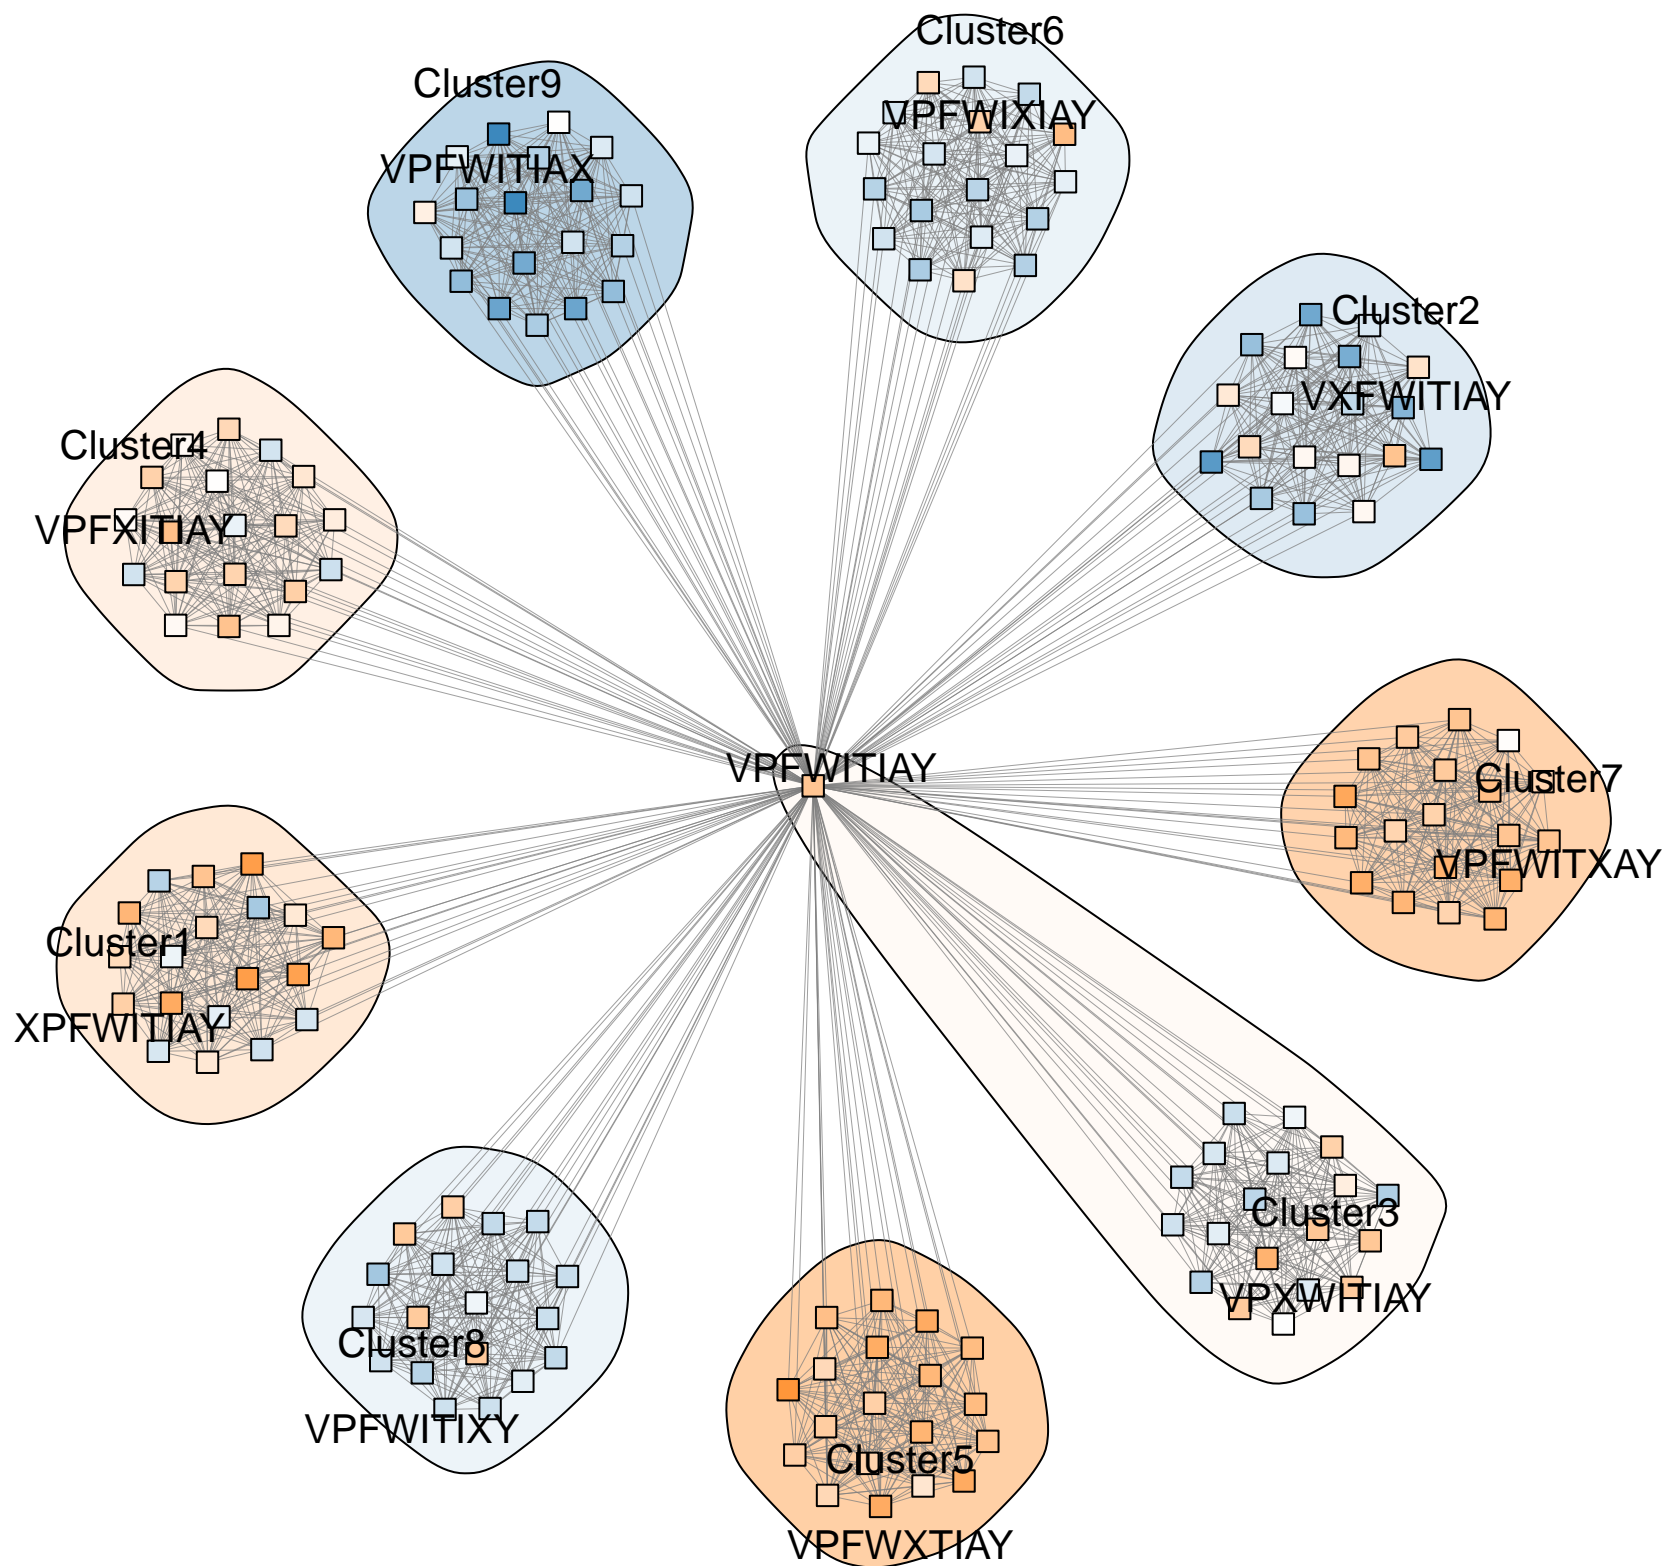 Cluster6
VPFWIXIAY
Cluster9
VPFWITIAX
Cluster2
VXFWITIAY
Cluster4
VPFXITIAY
VPFWITIAY
Cluster7
VPFWITXAY
Cluster1
XPFWITIAY
Cluster3
VPXWITIAY
Cluster8
VPFWITIXY
Cluster5
VPFWXTIAY